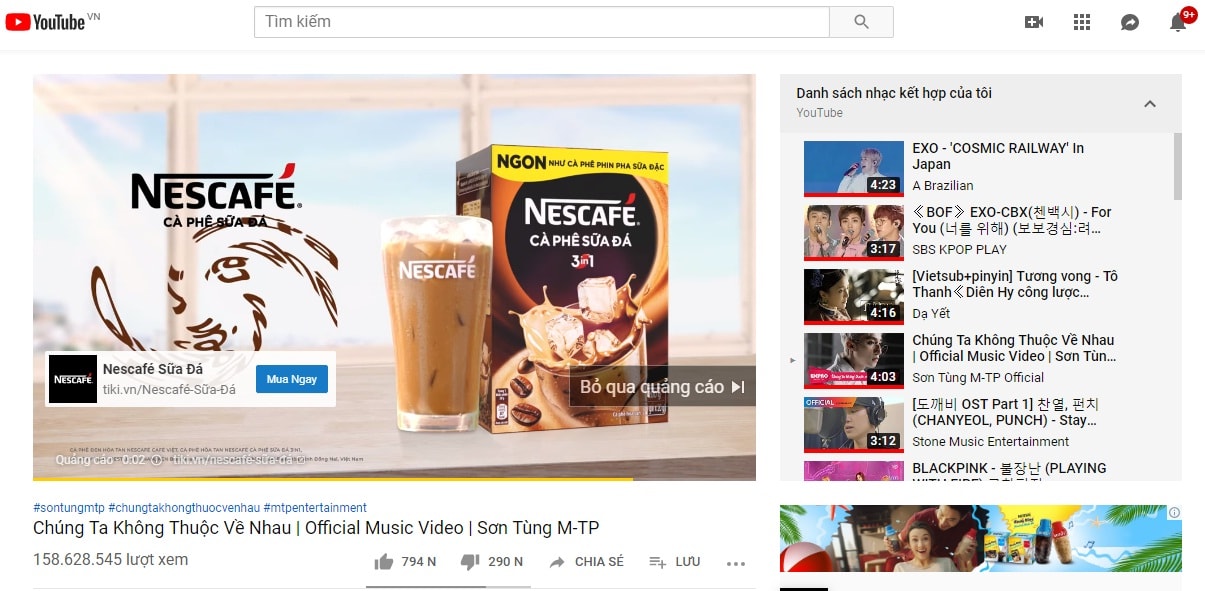 YouTube VN
Tìm kiếm
9+
NESCAFÉ.
CÀ PHÊ SỮA ĐÁ
NGON NHƯ CÀ PHÊ PHIN PHA SỮA ĐẶC
NESCAFÉ.
CÀ PHÊ SỮA ĐÁ
3in1
NESCAFÉ
NESCAFÉ.
Nescafé Sữa Đá
tiki.vn/Nescafé-Sữa-Đá
Mua Ngay
Bỏ qua quảng cáo
Quảng cáo · 0:02
tiki.vn/nescafé-sữa-đá
#sontungmtp #chungtakhongthuocvenhau #mtpentertainment
Chúng Ta Không Thuộc Về Nhau | Official Music Video | Sơn Tùng M-TP
158.628.545 lượt xem
794 N
290 N
CHIA SẺ
LƯU
Danh sách nhạc kết hợp của tôi
YouTube
EXO - 'COSMIC RAILWAY' In
Japan
A Brazilian
4:23
《BOF》 EXO-CBX(첸백시) - For
You (너를 위해) (보보경심:려...
SBS KPOP PLAY
3:17
[Vietsub+pinyin] Tương vong - Tô
Thanh《Diên Hy công lược...
Dạ Yết
4:16
Chúng Ta Không Thuộc Về Nhau
| Official Music Video | Sơn Tùn...
Sơn Tùng M-TP Official
4:03
OFFICIAL
[도깨비 OST Part 1] 찬열, 펀치
(CHANYEOL, PUNCH) - Stay...
Stone Music Entertainment
3:12
BLACKPINK - 불장난 (PLAYING